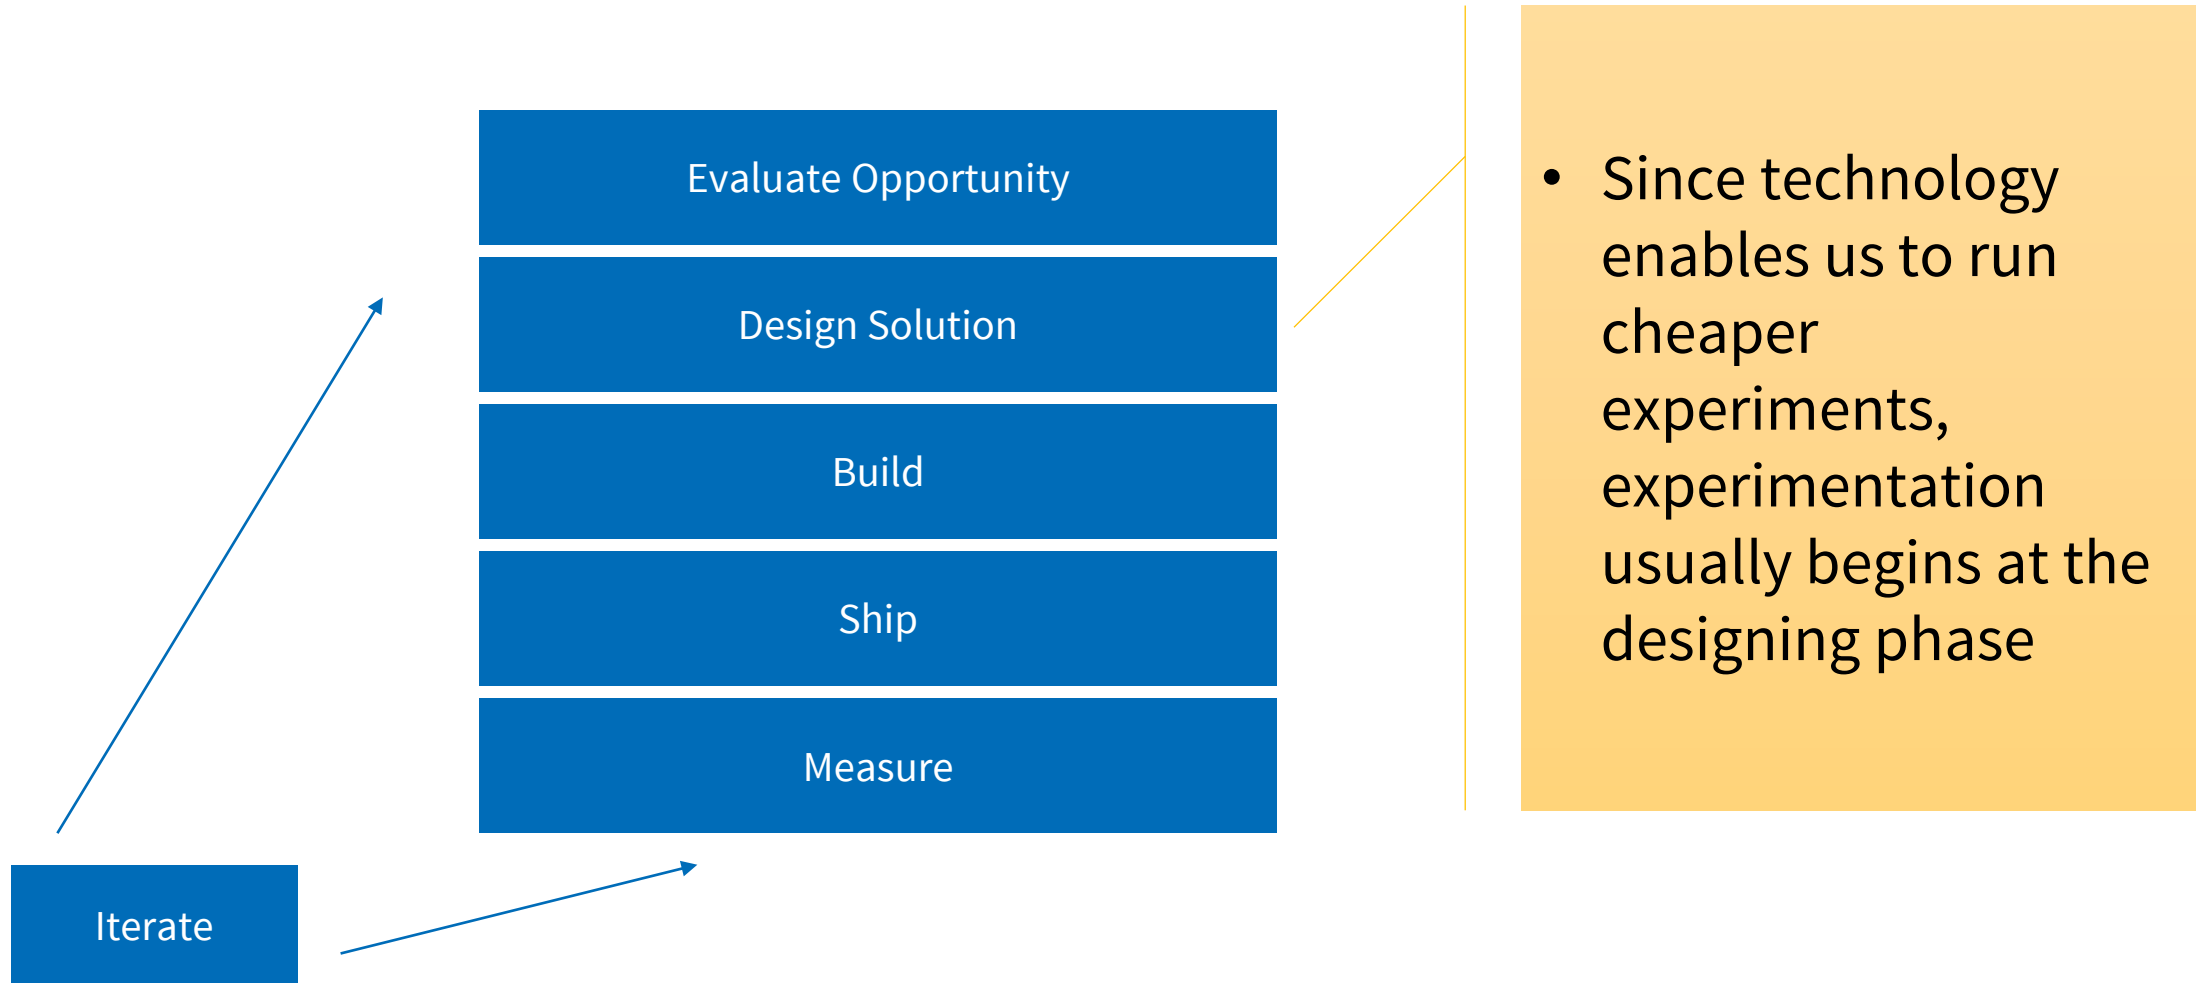 Evaluate Opportunity
Design Solution
Build
Ship
Measure
Iterate
• Since technology
enables us to run
cheaper
experiments,
experimentation
usually begins at the
designing phase